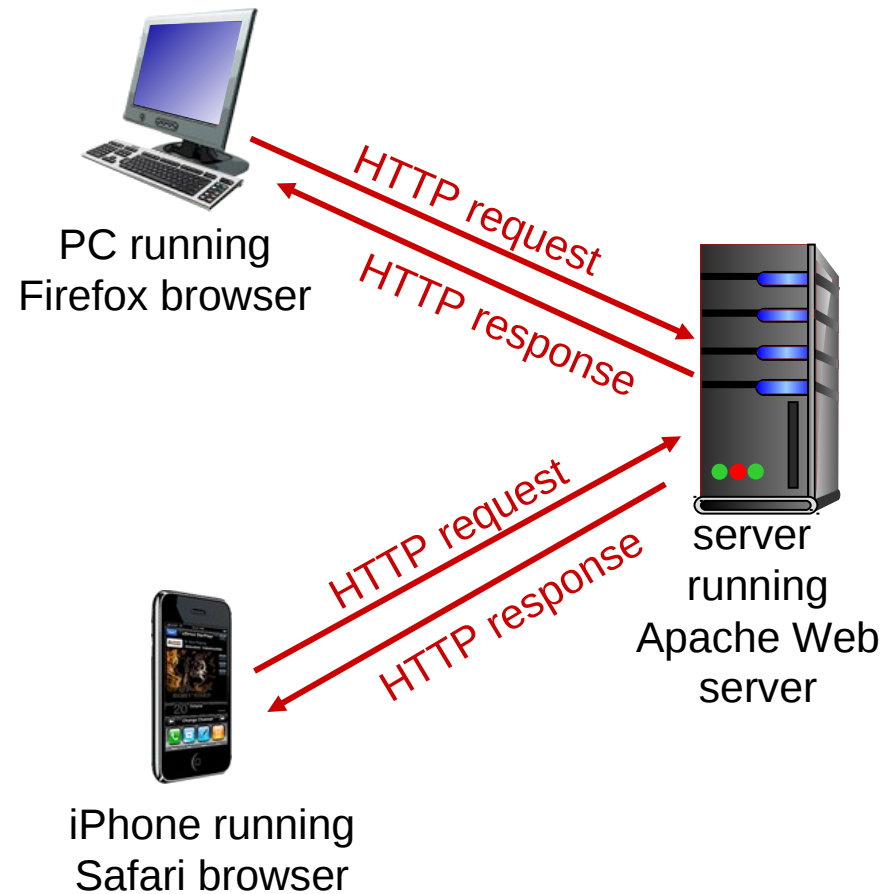 HTTP request
HTTP response
PC running
Firefox browser
HTTP request
HTTP response
server
running
Apache Web
server
iPhone running
Safari browser